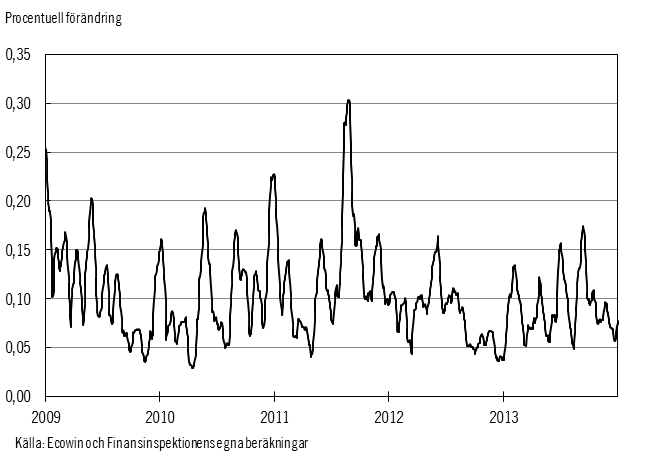 Procentuell förändring
0,35
0,30
0,25
0,20
0,15
0,10
0,05
0,00
2009 2010 2011 2012 2013
Källa: Ecowin och Finansinspektionens egna beräkningar